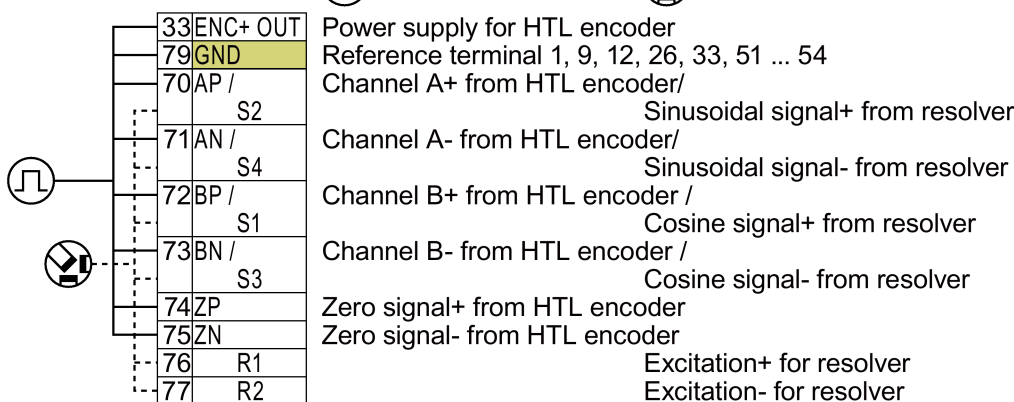 33 ENC+ OUT Power supply for HTL encoder
79 GND Reference terminal 1, 9, 12, 26, 33, 51 ... 54
70 AP / Channel A+ from HTL encoder/
S2 Sinusoidal signal+ from resolver
71 AN / Channel A- from HTL encoder/
S4 Sinusoidal signal- from resolver
72 BP / Channel B+ from HTL encoder /
S1 Cosine signal+ from resolver
73 BN / Channel B- from HTL encoder /
S3 Cosine signal- from resolver
74 ZP Zero signal+ from HTL encoder
75 ZN Zero signal- from HTL encoder
76 R1 Excitation+ for resolver
77 R2 Excitation- for resolver